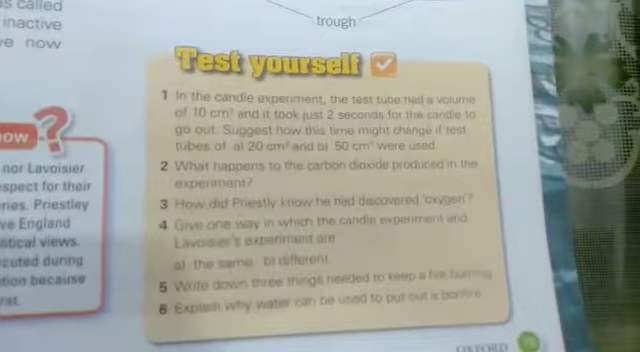 as called
inactive
re now
trough
Test yourself
1 In the candle experiment, the test tube had a volume
of 10 cm³ and it took just 2 seconds for the candle to
go out. Suggest how this time might change if test
tubes of a) 20 cm³ and b) 50 cm³ were used.
2 What happens to the carbon dioxide produced in the
experiment?
3 How did Priestly know he had discovered 'oxygen'?
4 Give one way in which the candle experiment and
Lavoisier's experiment are
a) the same b) different.
5 Write down three things needed to keep a fire burning.
6 Explain why water can be used to put out a bonfire.
ow ?
nor Lavoisier
spect for their
ries. Priestley
ve England
litical views.
cuted during
tion because
rat.
OXFORD